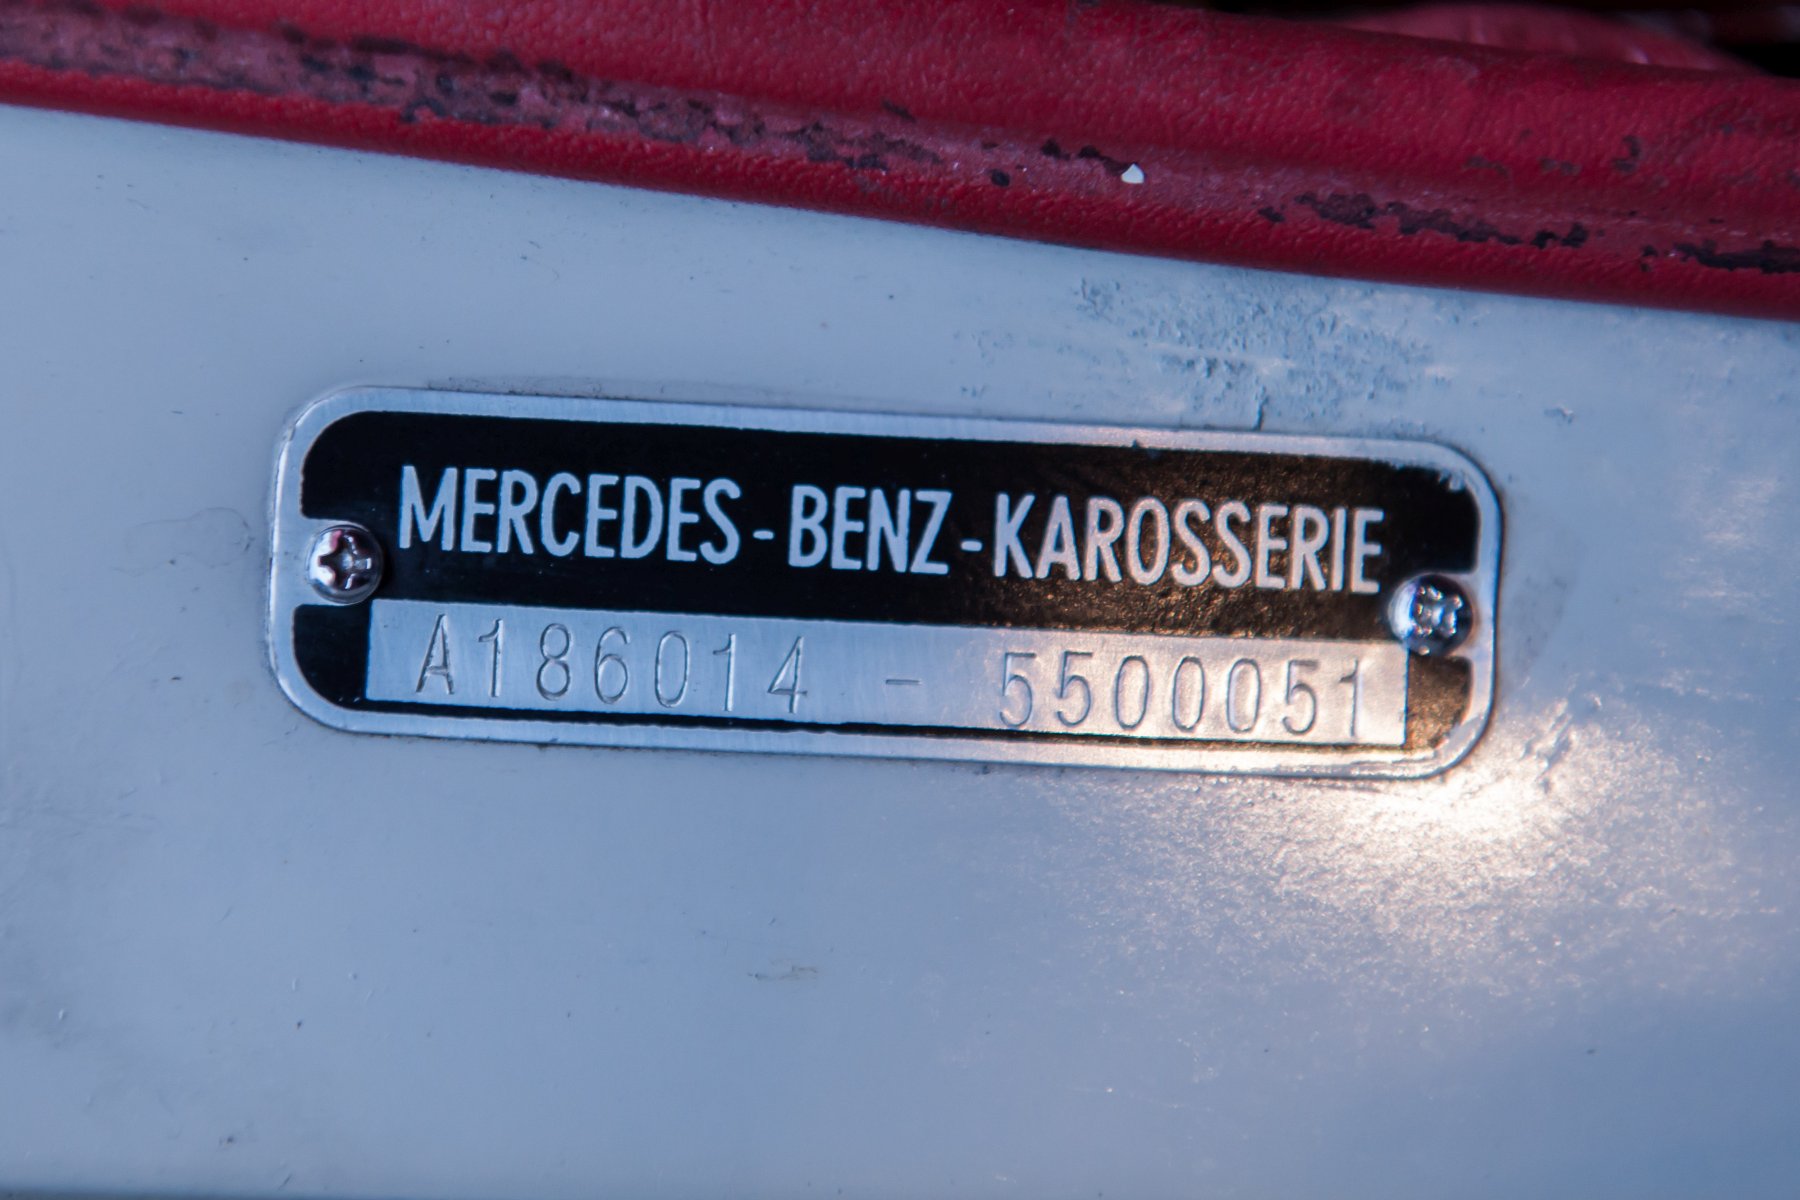 MERCEDES-BENZ-KAROSSERIE
A186014 - 5500051